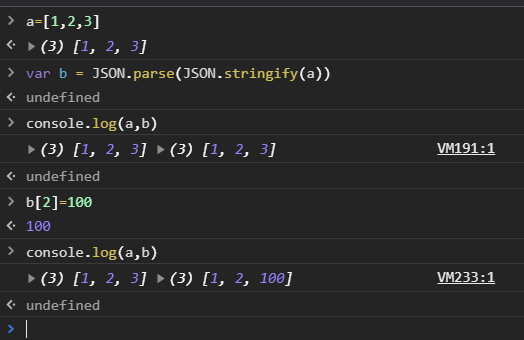 a=[1,2,3]
(3) [1, 2, 3]
var b = JSON.parse(JSON.stringify(a))
undefined
console.log(a,b)
(3) [1, 2, 3] (3) [1, 2, 3] VM191:1
undefined
b[2]=100
100
console.log(a,b)
(3) [1, 2, 3] (3) [1, 2, 100] VM233:1
undefined